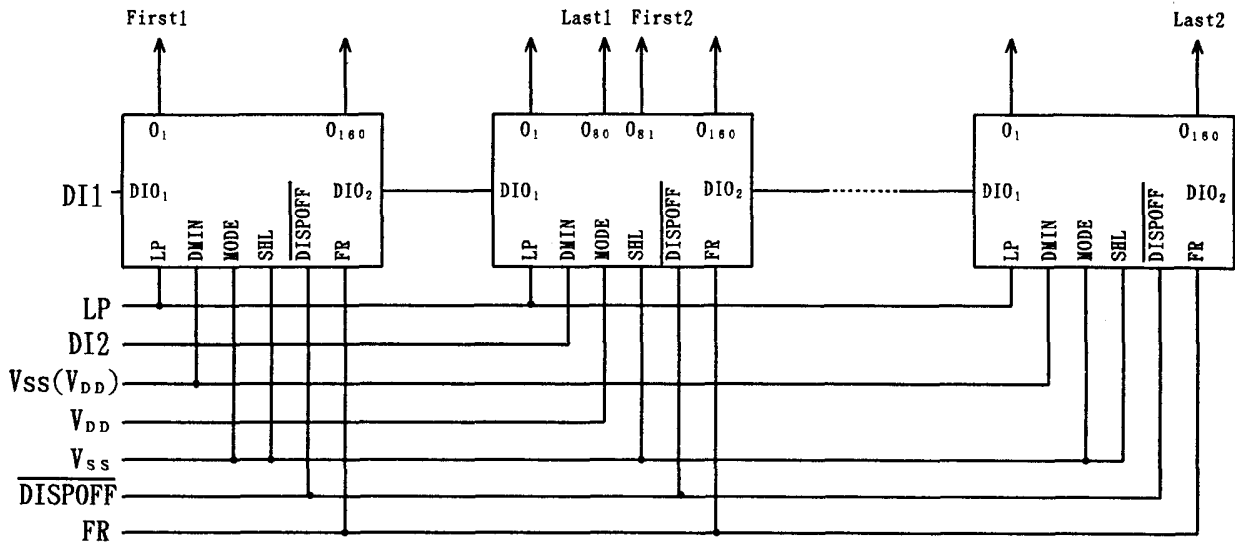 First1 Last1 First2 Last2
O₁ O₁₆₀ O₁ O₈₀ O₈₁ O₁₆₀ O₁ O₁₆₀
DI1 DIO₁ DIO₂ DIO₁ DIO₂ DIO₁ DIO₂
LP DMIN MODE SHL DISPOFF FR LP DMIN MODE SHL DISPOFF FR LP DMIN MODE SHL DISPOFF FR
LP
DI2
VSS(VDD)
VDD
VSS
DISPOFF
FR